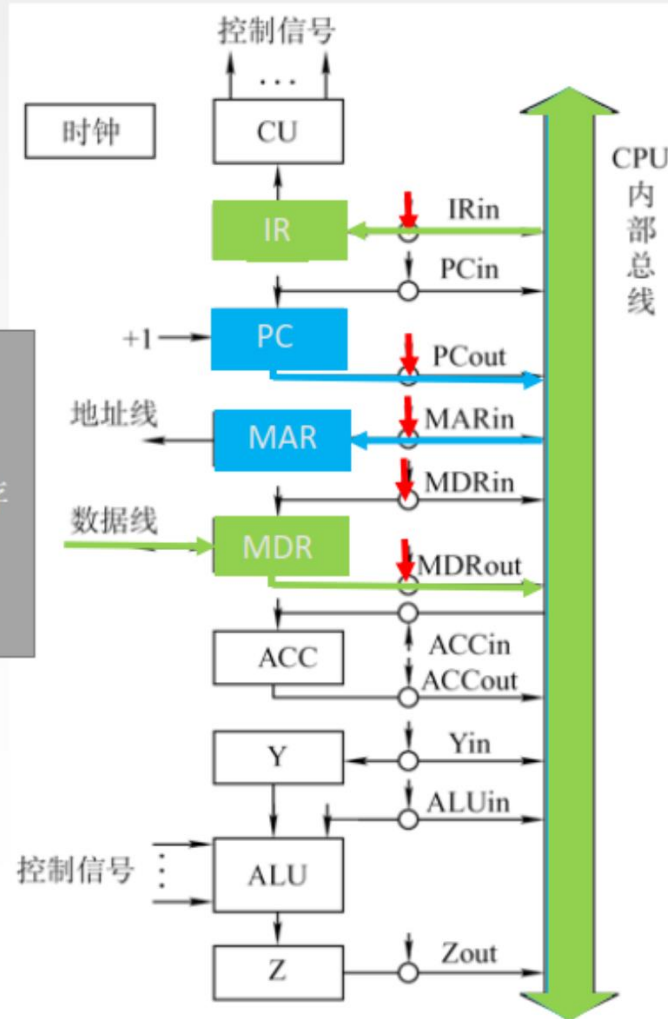 控制信号
...
时钟
CU
CPU
内
部
总
线
IR
IRin
PCin
+1
PC
PCout
地址线
MAR
MARin
MDRin
数据线
MDR
MDRout
ACC
ACCin
ACCout
Y
Yin
ALUin
控制信号
ALU
Z
Zout